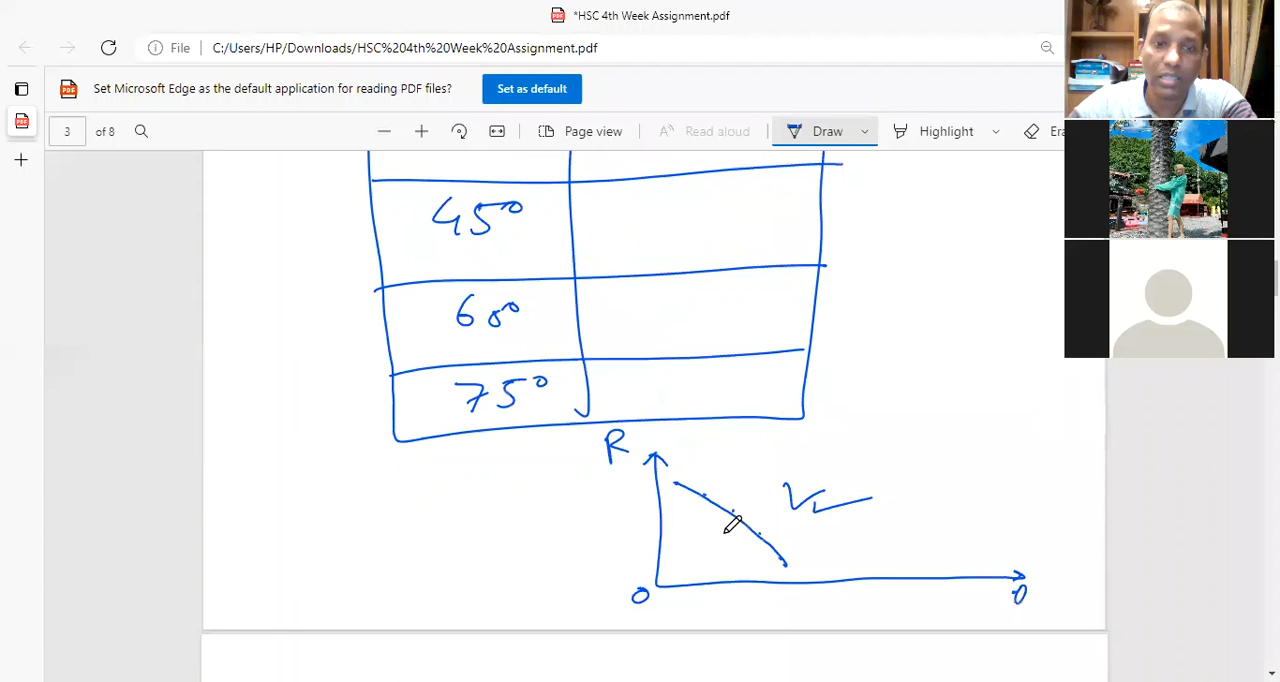 *HSC 4th Week Assignment.pdf
File C:/Users/HP/Downloads/HSC%204th%20Week%20Assignment.pdf
Set Microsoft Edge as the default application for reading PDF files? Set as default
3 of 8 Page view Read aloud Draw Highlight Era
45°
60°
75°
R
0 θ